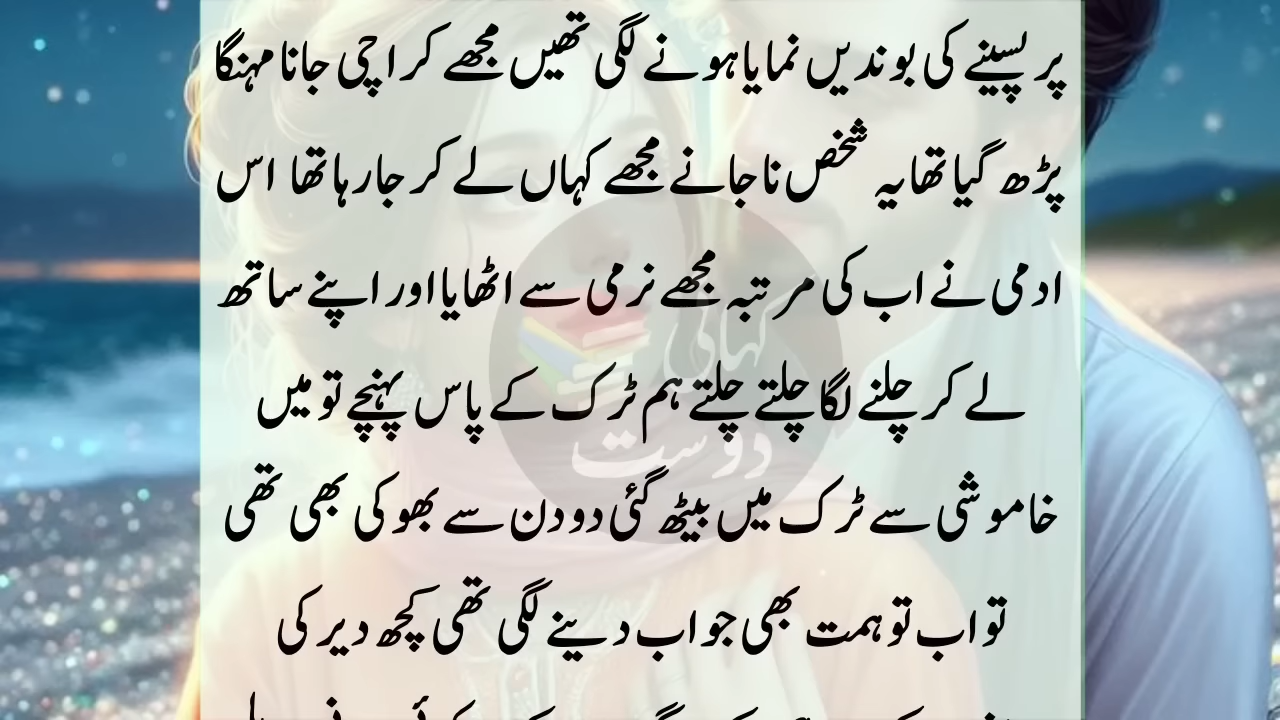 پر پسینے کی بوندیں نمایا ہونے لگی تھیں مجھے کراچی جانا مہنگا
پڑھ گیا تھا یہ شخص ناجانے مجھے کہاں لے کر جا رہا تھا اس
ادمی نے اب کی مرتبہ مجھے نرمی سے اٹھایا اور اپنے ساتھ
لے کر چلنے لگا چلتے چلتے ہم ٹرک کے پاس پہنچے تو میں
خاموشی سے ٹرک میں بیٹھ گئی دو دن سے بھوکی بھی تھی
تو اب تو ہمت بھی جواب دینے لگی تھی کچھ دیر کی
کہانی
دوست